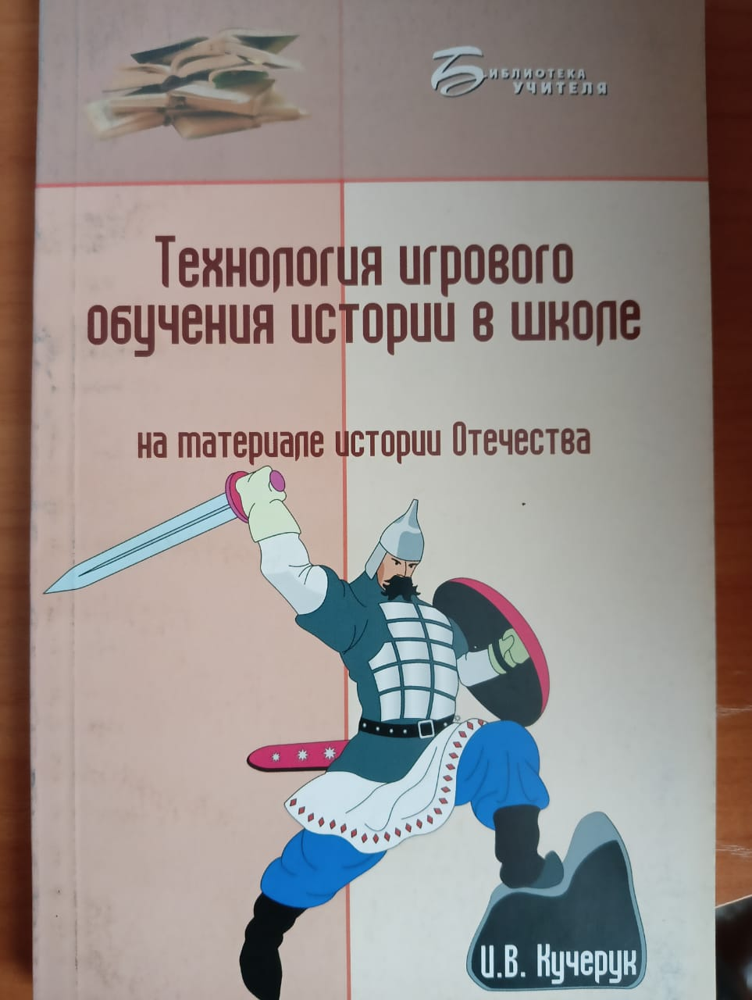 Библиотека
учителя
Технология игрового
обучения истории в школе
на материале истории Отечества
И.В. Кучерук